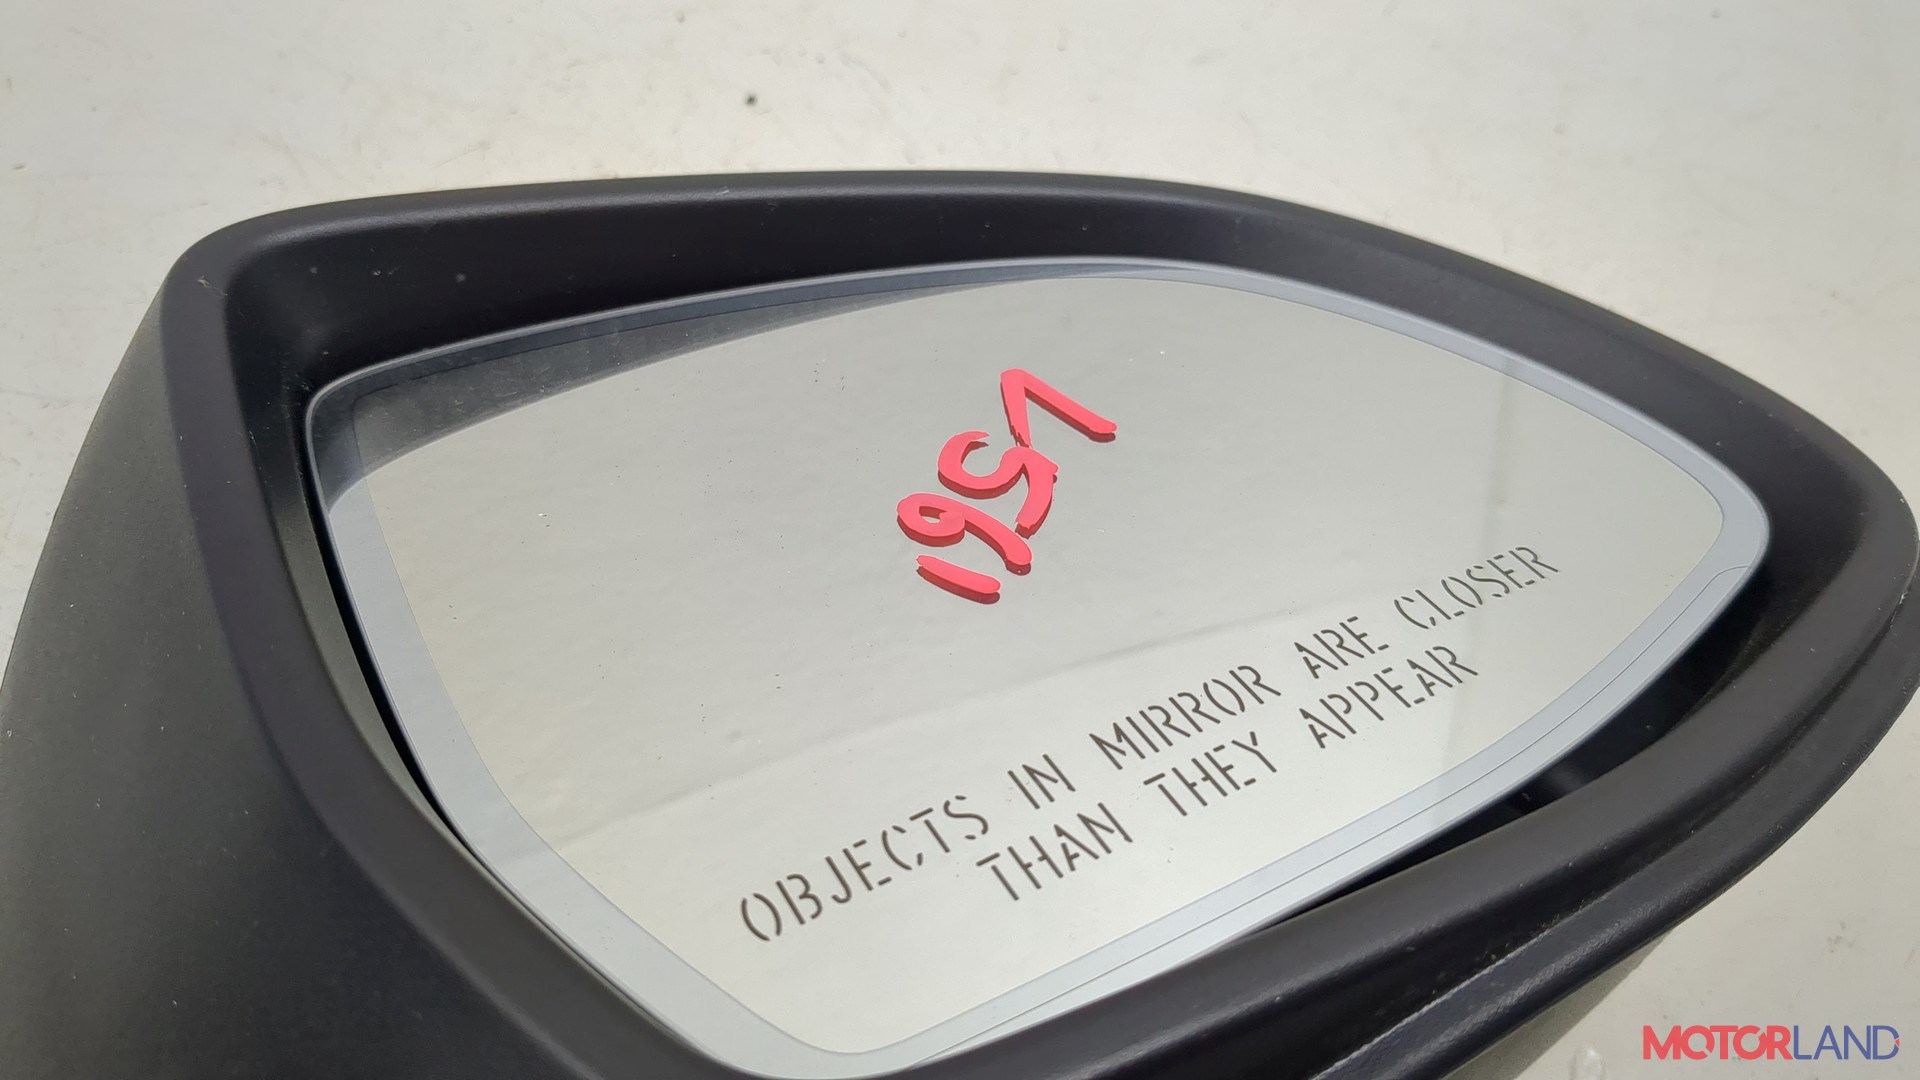 1957
OBJECTS IN MIRROR ARE CLOSER
THAN THEY APPEAR
MOTORLAND